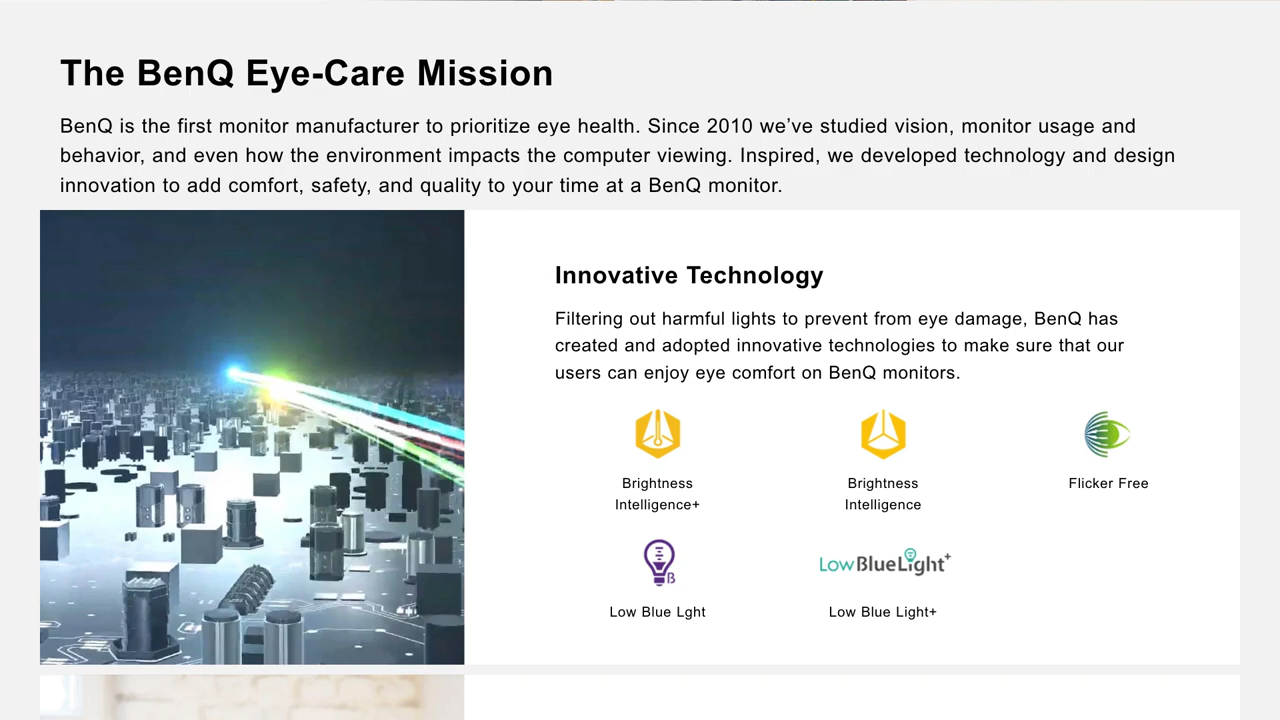 The BenQ Eye-Care Mission
BenQ is the first monitor manufacturer to prioritize eye health. Since 2010 we’ve studied vision, monitor usage and
behavior, and even how the environment impacts the computer viewing. Inspired, we developed technology and design
innovation to add comfort, safety, and quality to your time at a BenQ monitor.
Innovative Technology
Filtering out harmful lights to prevent from eye damage, BenQ has
created and adopted innovative technologies to make sure that our
users can enjoy eye comfort on BenQ monitors.
Brightness
Intelligence+
Brightness
Intelligence
Flicker Free
B
Low Blue Lght
LowBlueLight+
Low Blue Light+